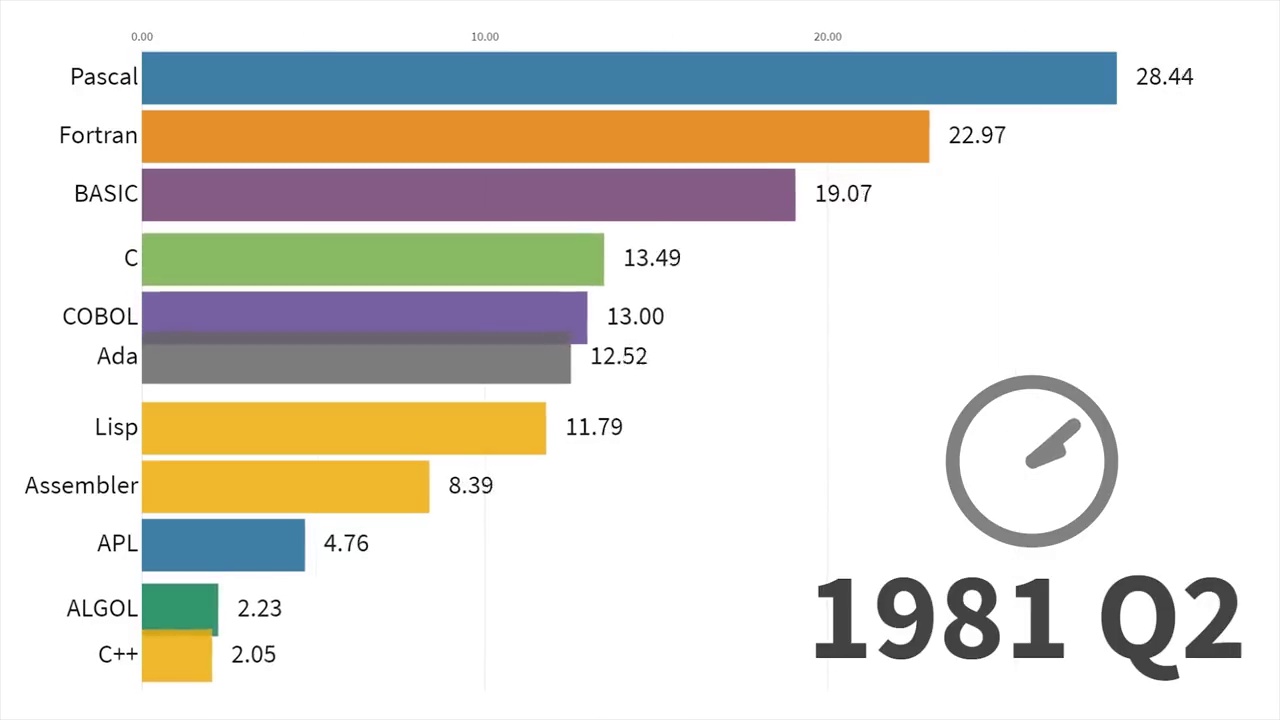 0.00 10.00 20.00
Pascal 28.44
Fortran 22.97
BASIC 19.07
C 13.49
COBOL 13.00
Ada 12.52
Lisp 11.79
Assembler 8.39
APL 4.76
ALGOL 2.23
C++ 2.05
1981 Q2